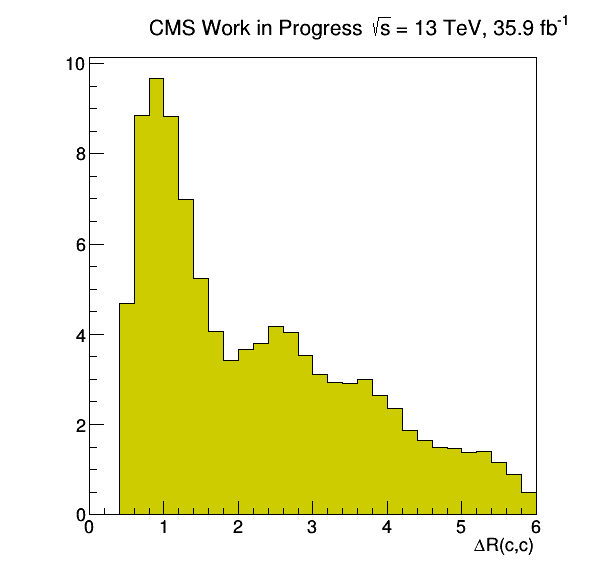 CMS Work in Progress √s = 13 TeV, 35.9 fb⁻¹
10
8
6
4
2
0
0 1 2 3 4 5 6
ΔR(c,c)